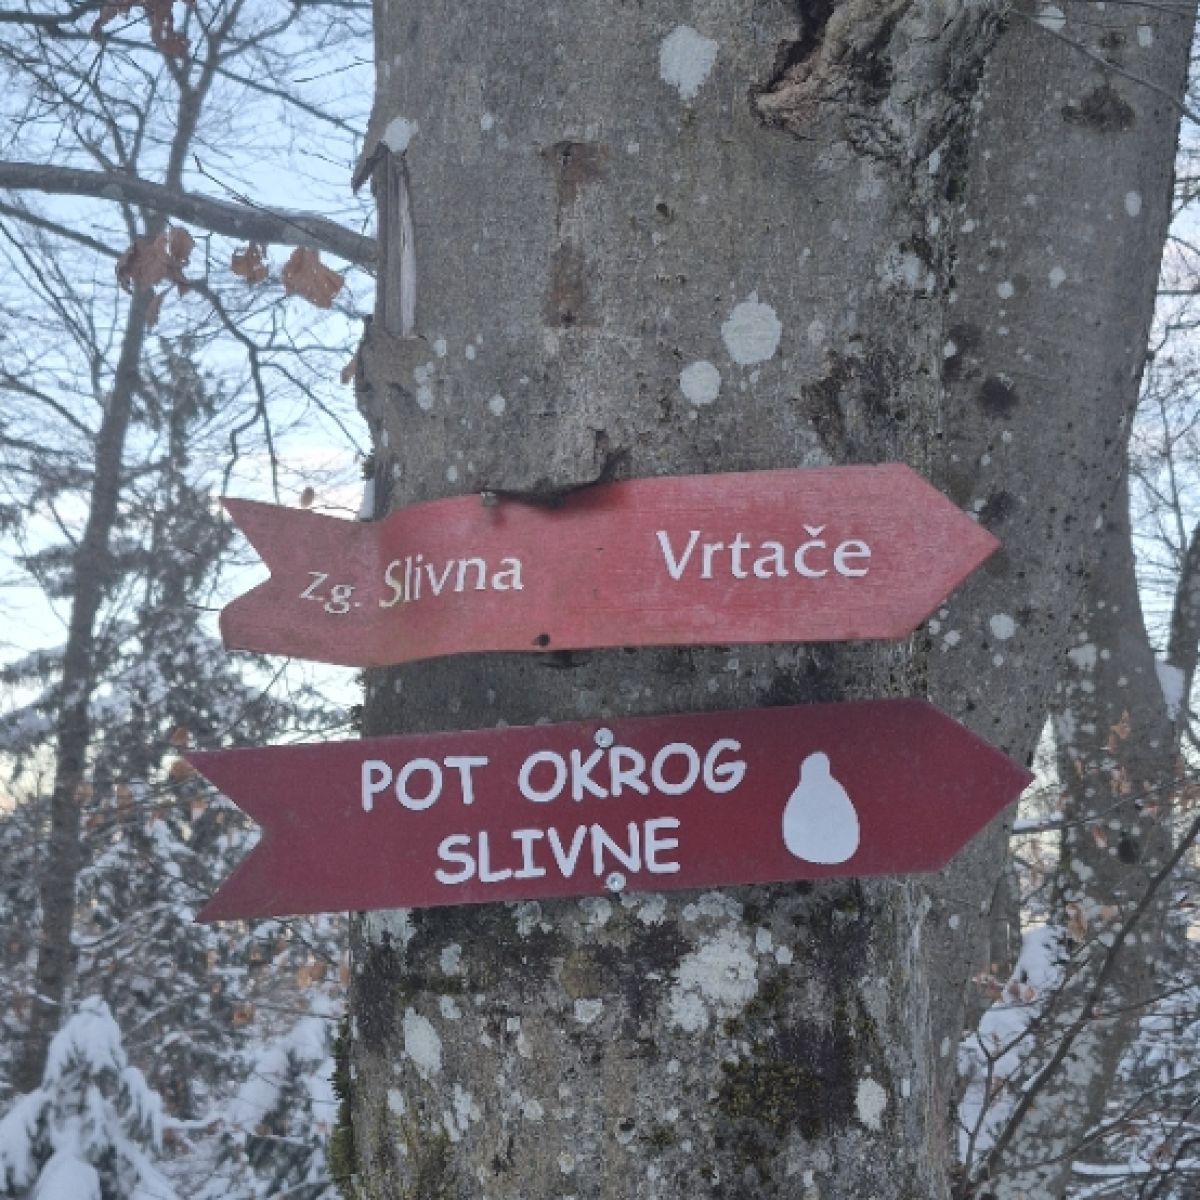 Zg. Slivna Vrtače
POT OKROG
SLIVNE